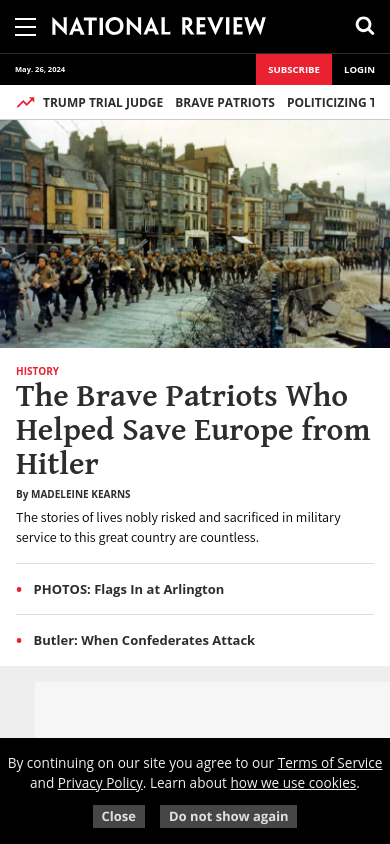 NATIONAL REVIEW
May. 26, 2024
SUBSCRIBE
LOGIN
TRUMP TRIAL JUDGE BRAVE PATRIOTS POLITICIZING T
HISTORY
The Brave Patriots Who
Helped Save Europe from
Hitler
By MADELEINE KEARNS
The stories of lives nobly risked and sacrificed in military
service to this great country are countless.
• PHOTOS: Flags In at Arlington
• Butler: When Confederates Attack
By continuing on our site you agree to our Terms of Service
and Privacy Policy. Learn about how we use cookies.
Close
Do not show again